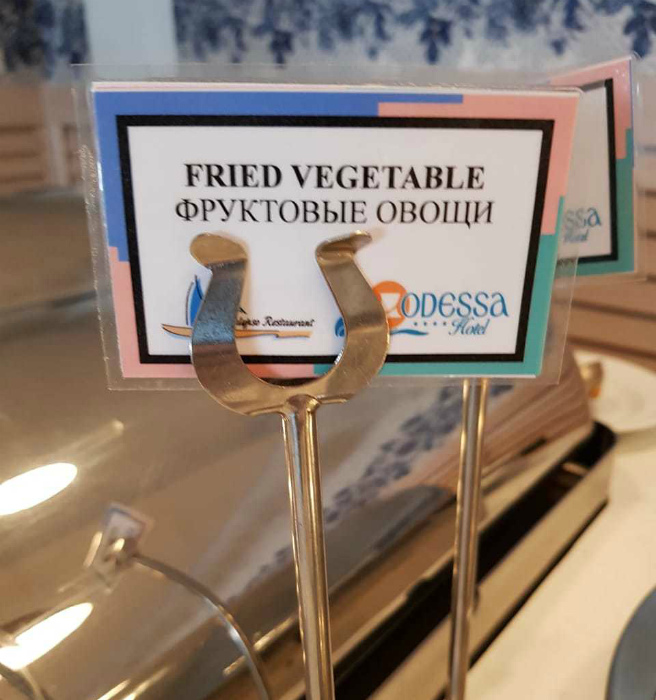 FRIED VEGETABLE
ФРУКТОВЫЕ ОВОЩИ
Restaurant
ODESSA
Hotel